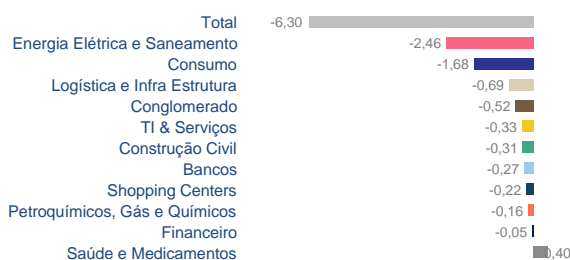 Total -6,30
Energia Elétrica e Saneamento -2,46
Consumo -1,68
Logística e Infra Estrutura -0,69
Conglomerado -0,52
TI & Serviços -0,33
Construção Civil -0,31
Bancos -0,27
Shopping Centers -0,22
Petroquímicos, Gás e Químicos -0,16
Financeiro -0,05
Saúde e Medicamentos 0,40